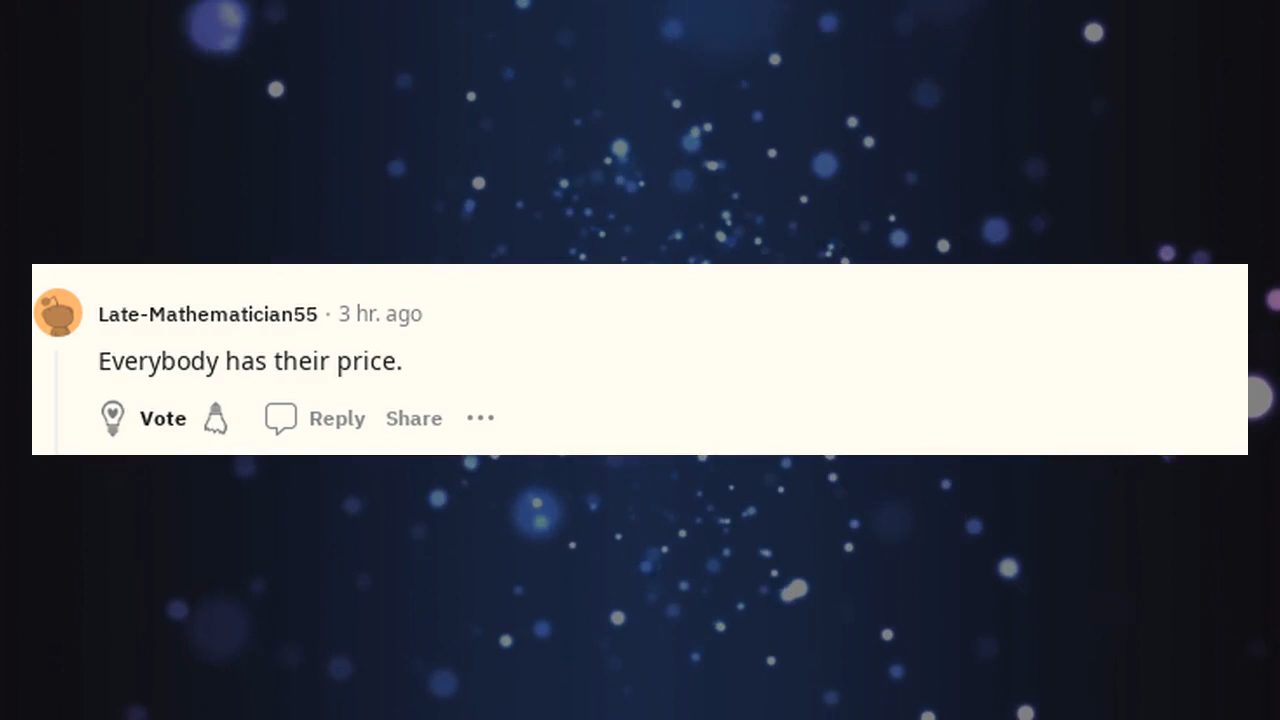 Late-Mathematician55 · 3 hr. ago
Everybody has their price.
Vote Reply Share ···